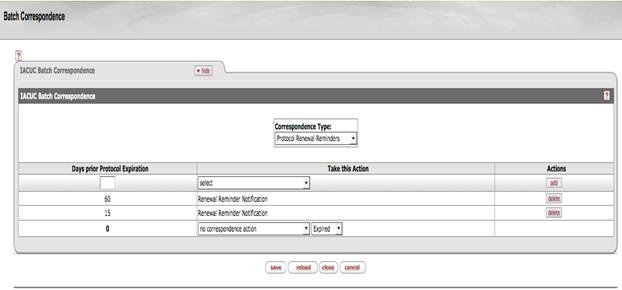 Batch Correspondence
?
IACUC Batch Correspondence ▼ hide
IACUC Batch Correspondence ?
Correspondence Type:
Protocol Renewal Reminders
Days prior Protocol Expiration Take this Action Actions
select add
60 Renewal Reminder Notification delete
15 Renewal Reminder Notification delete
0 no correspondence action Expired
save reload close cancel